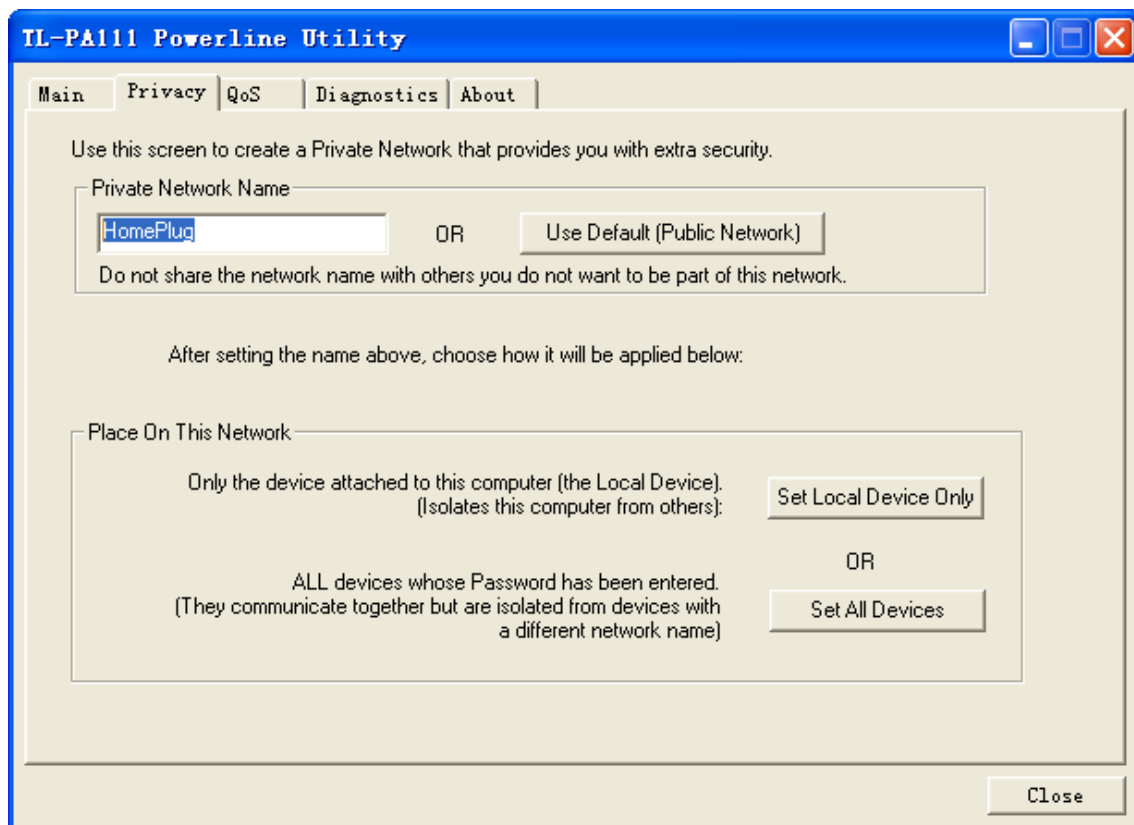 TL-PA111 Powerline Utility
Main Privacy QoS Diagnostics About
Use this screen to create a Private Network that provides you with extra security.
Private Network Name
HomePlug OR Use Default (Public Network)
Do not share the network name with others you do not want to be part of this network.
After setting the name above, choose how it will be applied below:
Place On This Network
Only the device attached to this computer (the Local Device).
(Isolates this computer from others):
Set Local Device Only
OR
ALL devices whose Password has been entered.
(They communicate together but are isolated from devices with
a different network name)
Set All Devices
Close